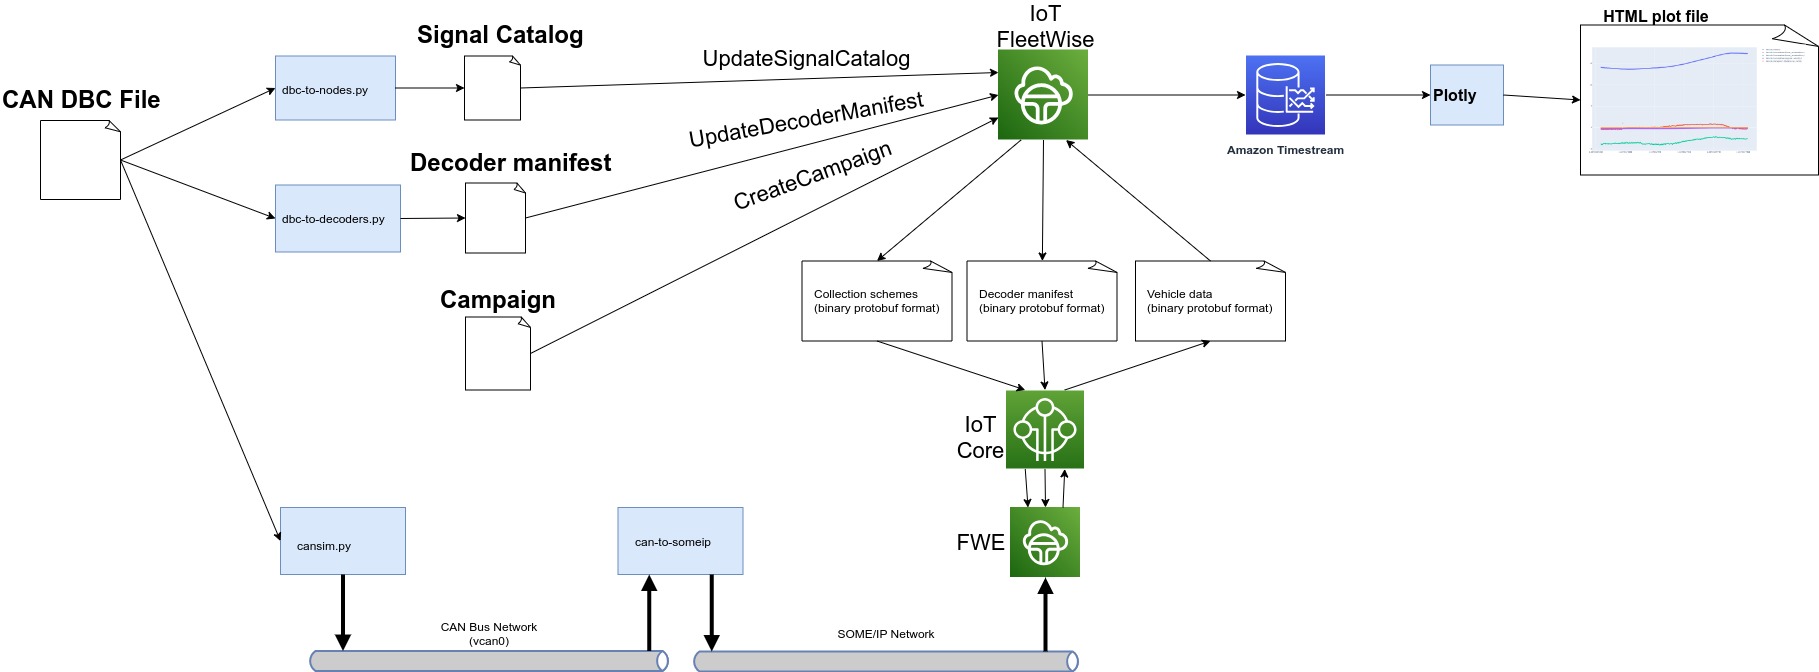 CAN DBC File
dbc-to-nodes.py
dbc-to-decoders.py
Signal Catalog
Decoder manifest
Campaign
UpdateSignalCatalog
UpdateDecoderManifest
CreateCampaign
IoT
FleetWise
Amazon Timestream
Plotly
HTML plot file
Collection schemes
(binary protobuf format)
Decoder manifest
(binary protobuf format)
Vehicle data
(binary protobuf format)
IoT
Core
FWE
cansim.py
can-to-someip
CAN Bus Network
(vcan0)
SOME/IP Network